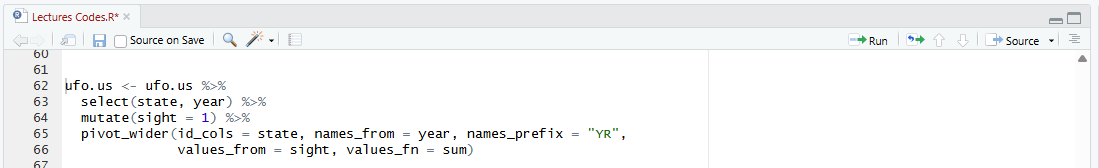 Lectures Codes.R*
Source on Save
Run
Source
60
61
62 ufo.us <- ufo.us %>%
63 select(state, year) %>%
64 mutate(sight = 1) %>%
65 pivot_wider(id_cols = state, names_from = year, names_prefix = "YR",
66 values_from = sight, values_fn = sum)
67